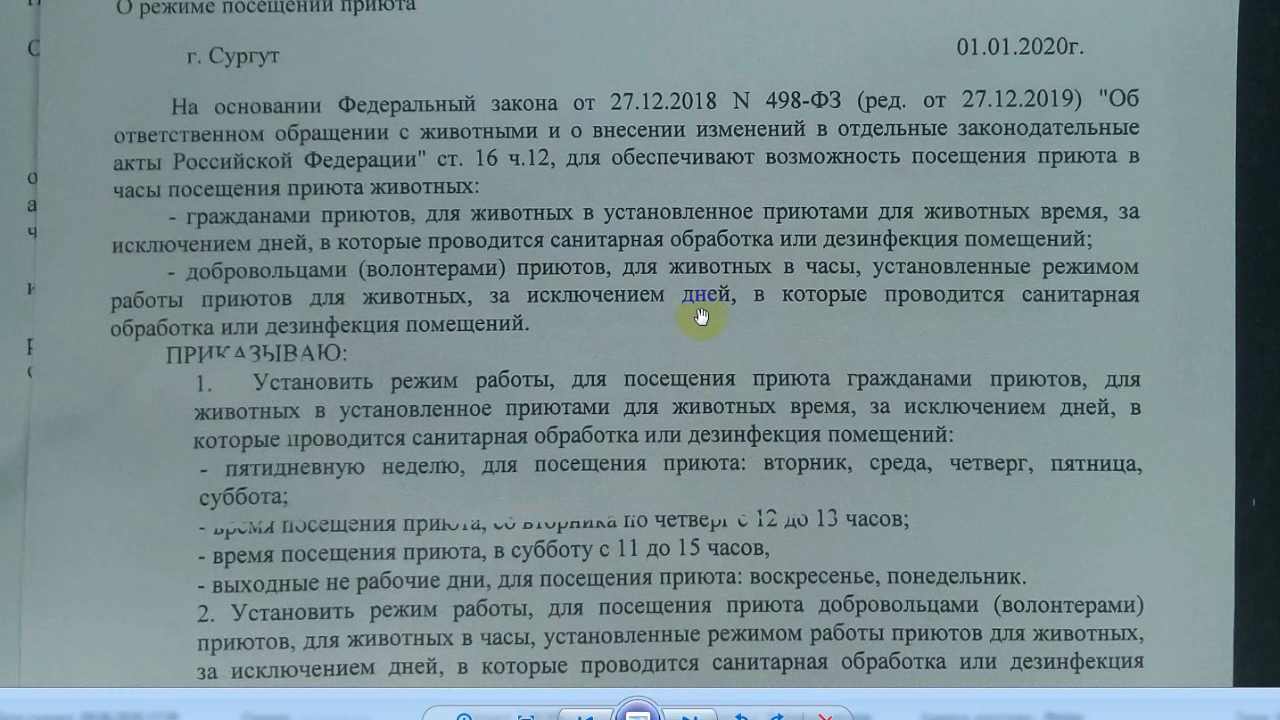 О режиме посещений приюта
г. Сургут
01.01.2020г.
На основании Федеральный закона от 27.12.2018 N 498-ФЗ (ред. от 27.12.2019) "Об
ответственном обращении с животными и о внесении изменений в отдельные законодательные
акты Российской Федерации" ст. 16 ч.12, для обеспечивают возможность посещения приюта в
часы посещения приюта животных:
- гражданами приютов, для животных в установленное приютами для животных время, за
исключением дней, в которые проводится санитарная обработка или дезинфекция помещений;
- добровольцами (волонтерами) приютов, для животных в часы, установленные режимом
работы приютов для животных, за исключением дней, в которые проводится санитарная
обработка или дезинфекция помещений.
ПРИКАЗЫВАЮ:
1. Установить режим работы, для посещения приюта гражданами приютов, для
животных в установленное приютами для животных время, за исключением дней, в
которые проводится санитарная обработка или дезинфекция помещений:
- пятидневную неделю, для посещения приюта: вторник, среда, четверг, пятница,
суббота;
- время посещения приюта, со вторника по четверг с 12 до 13 часов;
- время посещения приюта, в субботу с 11 до 15 часов,
- выходные не рабочие дни, для посещения приюта: воскресенье, понедельник.
2. Установить режим работы, для посещения приюта добровольцами (волонтерами)
приютов, для животных в часы, установленные режимом работы приютов для животных,
за исключением дней, в которые проводится санитарная обработка или дезинфекция